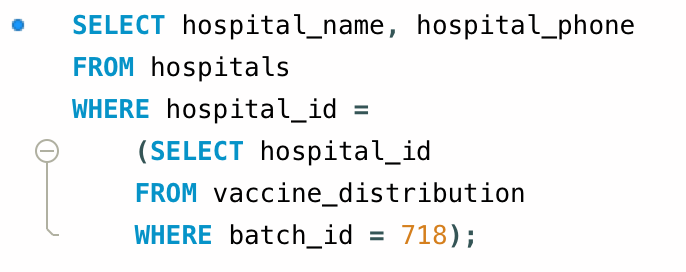 SELECT hospital_name, hospital_phone
FROM hospitals
WHERE hospital_id =
(SELECT hospital_id
FROM vaccine_distribution
WHERE batch_id = 718);